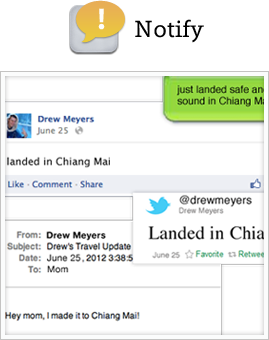 Notify
just landed safe and
sound in Chiang Ma
Drew Meyers
June 25
landed in Chiang Mai
Like · Comment · Share
@drewmeyers
Drew Meyers
Landed in Chia
June 25 Favorite Retwee
From: Drew Meyers
Subject: Drew's Travel Update
Date: June 25, 2012 3:38:5
To: Mom
Hey mom, I made it to Chiang Mai!